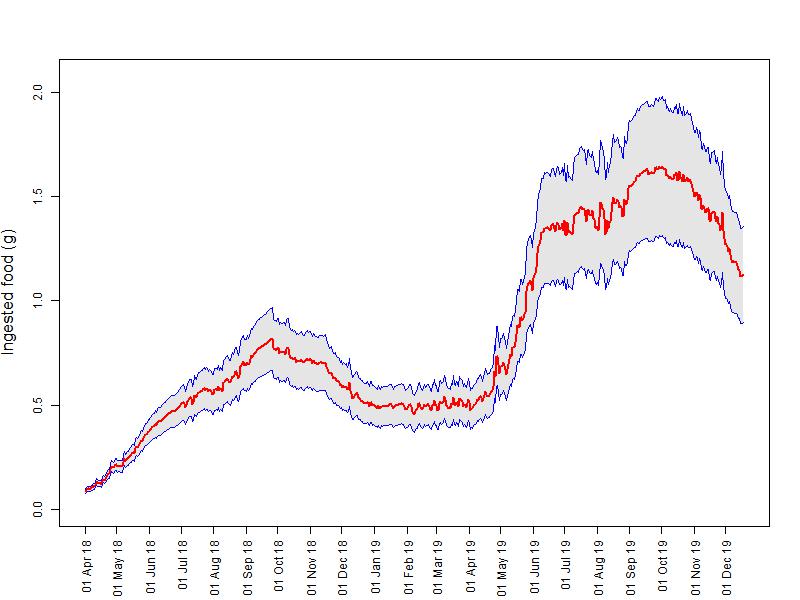 Ingested food (g)
2.0
1.5
1.0
0.5
0.0
01 Apr 18
01 May 18
01 Jun 18
01 Jul 18
01 Aug 18
01 Sep 18
01 Oct 18
01 Nov 18
01 Dec 18
01 Jan 19
01 Feb 19
01 Mar 19
01 Apr 19
01 May 19
01 Jun 19
01 Jul 19
01 Aug 19
01 Sep 19
01 Oct 19
01 Nov 19
01 Dec 19